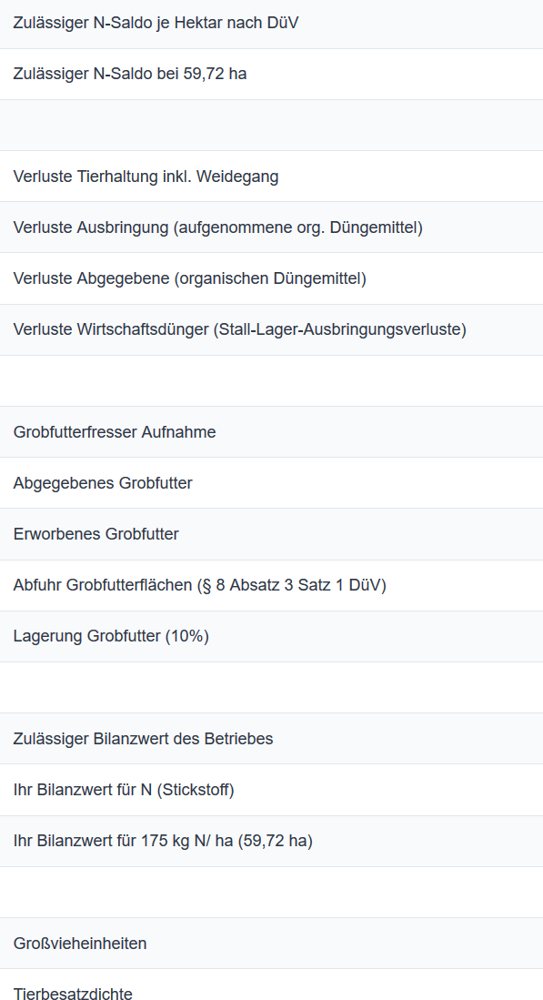 Zulässiger N-Saldo je Hektar nach DüV
Zulässiger N-Saldo bei 59,72 ha
Verluste Tierhaltung inkl. Weidegang
Verluste Ausbringung (aufgenommene org. Düngemittel)
Verluste Abgegebene (organischen Düngemittel)
Verluste Wirtschaftsdünger (Stall-Lager-Ausbringungsverluste)
Grobfutterfresser Aufnahme
Abgegebenes Grobfutter
Erworbenes Grobfutter
Abfuhr Grobfutterflächen (§ 8 Absatz 3 Satz 1 DüV)
Lagerung Grobfutter (10%)
Zulässiger Bilanzwert des Betriebes
Ihr Bilanzwert für N (Stickstoff)
Ihr Bilanzwert für 175 kg N/ ha (59,72 ha)
Großvieheinheiten
Tierbesatzdichte